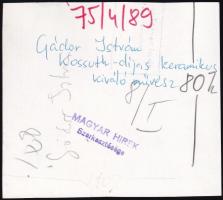 75/4/89
Gádor István
Kossuth-díjas keramikus
kiváló művész
80 h
/I
MAGYAR HIREK
Szerkesztősége